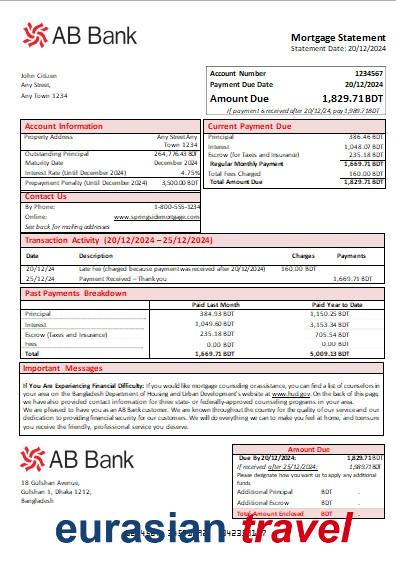 AB Bank
Mortgage Statement
Statement Date: 20/12/2024
John Citizen
Any Street,
Any Town 1234
Account Number 1234567
Payment Due Date 20/12/2024
Amount Due 1,829.71BDT
If payment is received after 20/12/24, pay 1,989.71BDT
Account Information
Property Address Any Street Any Town 1234
Outstanding Principal 264,776.43 BDT
Maturity Date December 2024
Interest Rate (Until December 2024) 4.75%
Prepayment Penalty (Until December 2024) 3,500.00 BDT
Contact Us
By Phone: 1-800-555-1234
Online: www.springsidemortgage.com
See back for mailing addresses
Current Payment Due
Principal 386.46 BDT
Interest 1,048.07 BDT
Escrow (for Taxes and Insurance) 235.18 BDT
Regular Monthly Payment 1,669.71 BDT
Total Fees Charged 160.00 BDT
Total Amount Due 1,829.71 BDT
Transaction Activity (20/12/2024 – 25/12/2024)
Date Description Charges Payments
20/12/24 Late Fee (charged because payment was received after 20/12/2024) 160.00 BDT
25/12/24 Payment Received – Thank you 1,669.71 BDT
Past Payments Breakdown
Paid Last Month Paid Year to Date
Principal 384.93 BDT 1,150.25 BDT
Interest 1,049.60 BDT 3,153.34 BDT
Escrow (Taxes and Insurance) 235.18 BDT 705.54 BDT
Fees 0.00 BDT 0.00 BDT
Total 1,669.71 BDT 5,009.13 BDT
Important Messages
If You Are Experiencing Financial Difficulty: If you would like mortgage counseling or assistance, you can find a list of counselors in
your area on the Bangladesh Department of Housing and Urban Development's website at www.hud.gov. On the back of this page,
we have also provided contact information for three state- or federally-approved counseling programs in your area.
We are pleased to have you as an AB Bank customer. We are known throughout the country for the quality of our service and our
dedication to providing financial security for our customers. We will do everything we can to make you feel at home, and to ensure
you receive the friendly, professional service you deserve.
AB Bank
18 Gulshan Avenue,
Gulshan 1, Dhaka 1212,
Bangladesh
Amount Due
Due By 20/12/2024: 1,829.71BDT
If received after 25/12/2024: 1,989.71BDT
Please designate how you want us to apply any additional
funds
Additional Principal BDT .
Additional Escrow BDT .
Total Amount Enclosed BDT .
eurasian travel